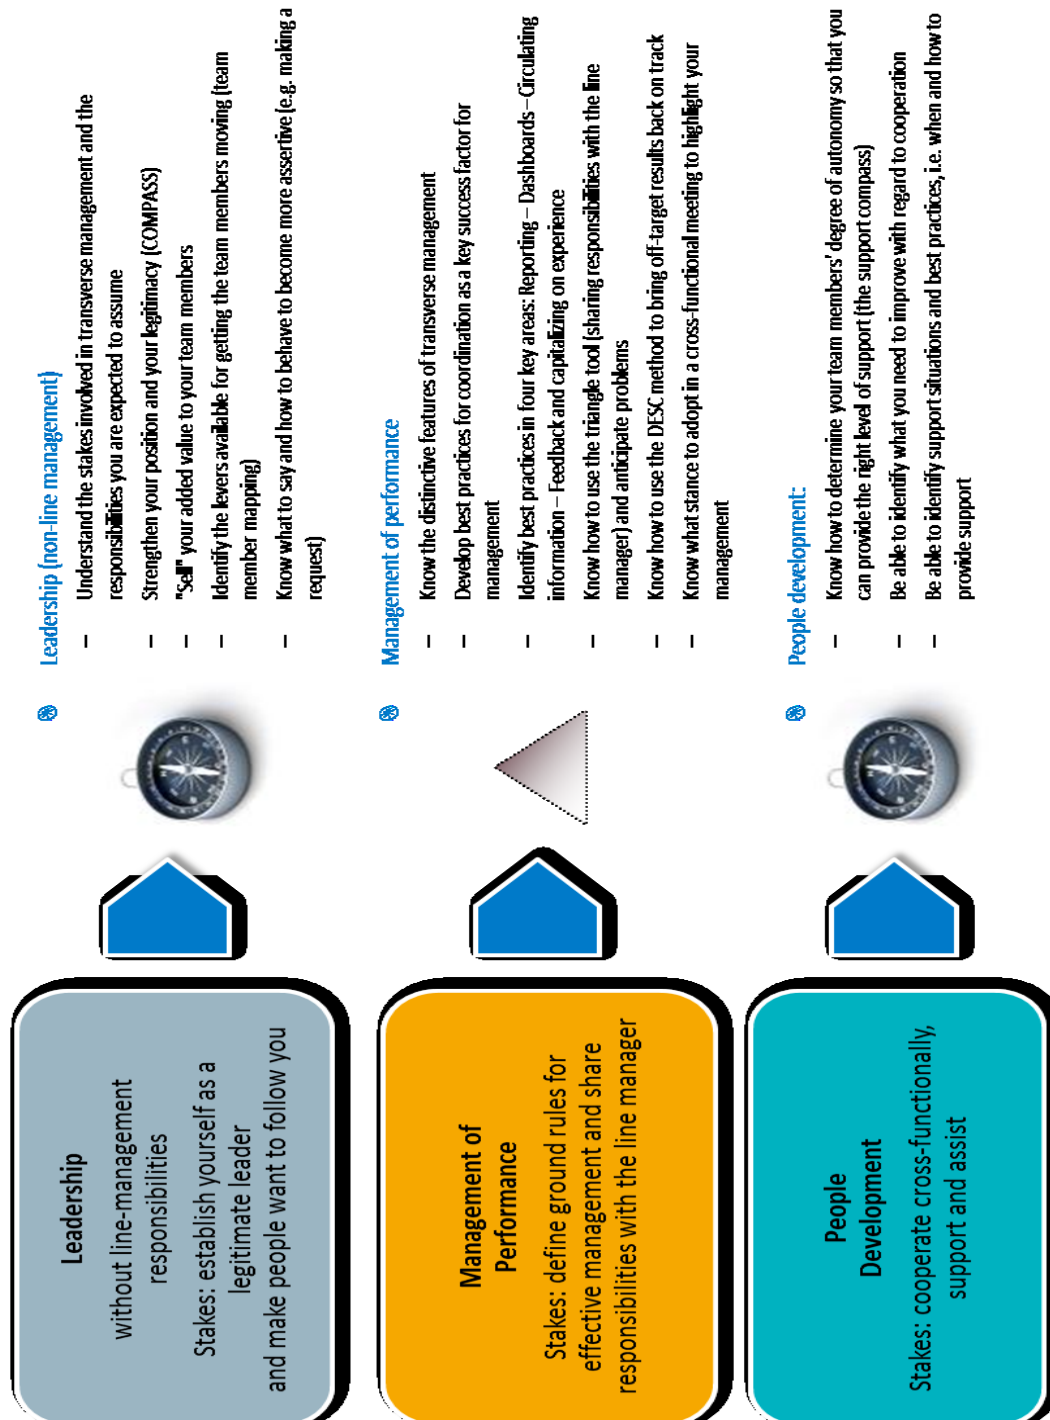 Leadership
without line-management
responsibilities
Stakes: establish yourself as a
legitimate leader
and make people want to follow you
Leadership (non-line management)
– Understand the stakes involved in transverse management and the
responsibilities you are expected to assume
– Strengthen your position and your legitimacy (COMPASS)
– "Sell" your added value to your team members
– Identify the levers available for getting the team members moving (team
member mapping)
– Know what to say and how to behave to become more assertive (e.g. making a
request)
Management of
Performance
Stakes: define ground rules for
effective management and share
responsibilities with the line manager
Management of performance
– Know the distinctive features of transverse management
– Develop best practices for coordination as a key success factor for
management
– Identify best practices in four key areas: Reporting – Dashboards –Circulating
information – Feedback and capitalizing on experience
– Know how to use the triangle tool (sharing responsibilities with the line
manager) and anticipate problems
– Know how to use the DESC method to bring off-target results back on track
– Know what stance to adopt in a cross-functional meeting to highlight your
management
People
Development
Stakes: cooperate cross-functionally,
support and assist
People development:
– Know how to determine your team members' degree of autonomy so that you
can provide the right level of support (the support compass)
– Be able to identify what you need to improve with regard to cooperation
– Be able to identify support situations and best practices, i.e. when and how to
provide support